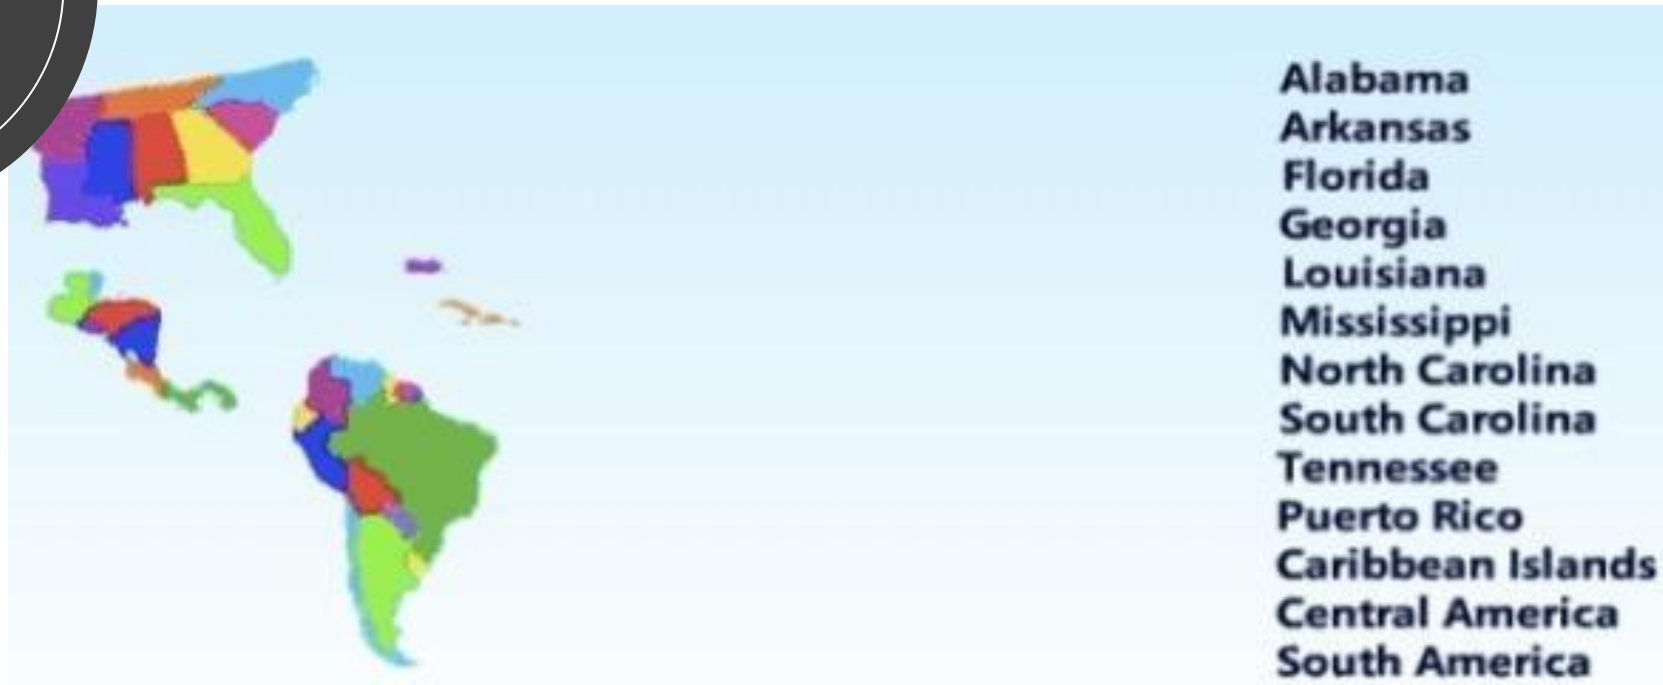 Alabama
Arkansas
Florida
Georgia
Louisiana
Mississippi
North Carolina
South Carolina
Tennessee
Puerto Rico
Caribbean Islands
Central America
South America